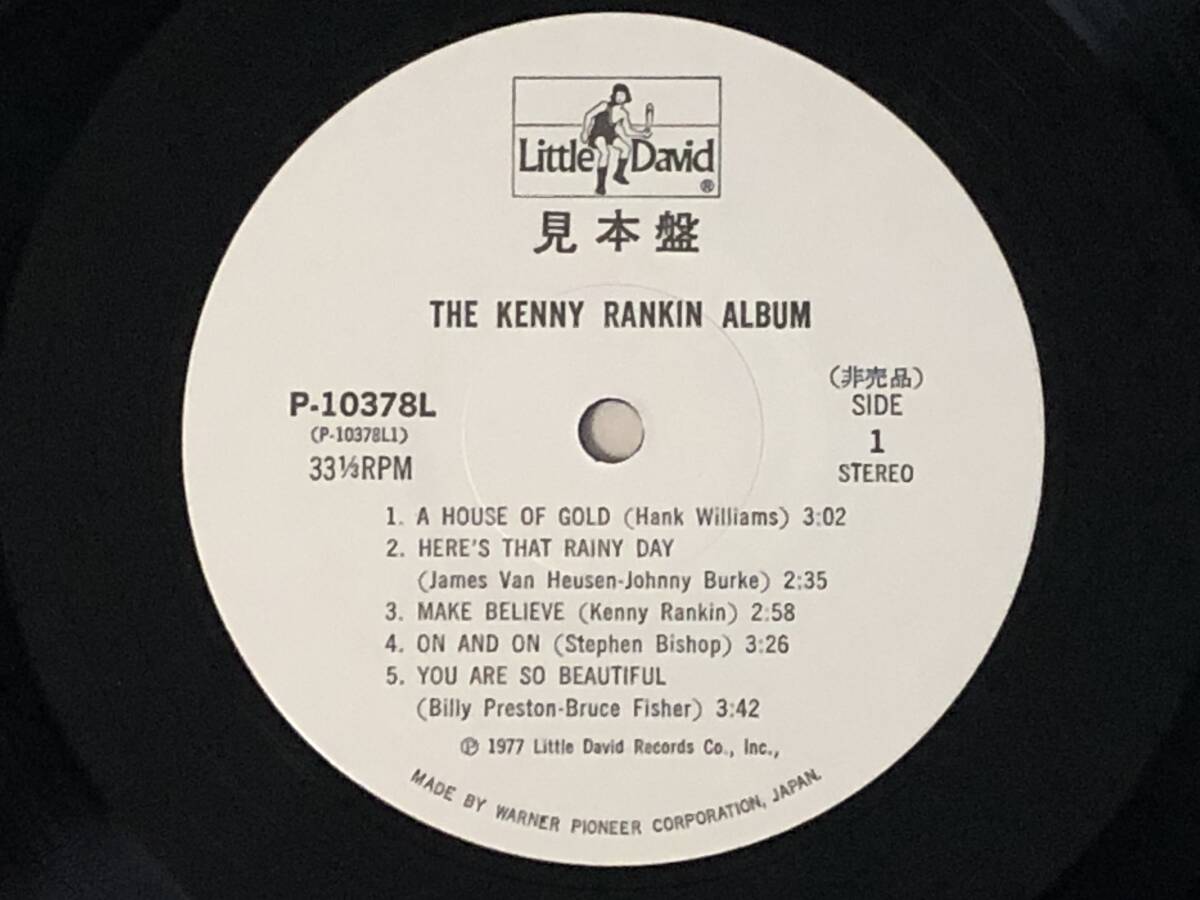 Little David
®
見本盤
THE KENNY RANKIN ALBUM
P-10378L
(P-10378L1)
33⅓RPM
(非売品)
SIDE
1
STEREO
1. A HOUSE OF GOLD (Hank Williams) 3:02
2. HERE'S THAT RAINY DAY
(James Van Heusen-Johnny Burke) 2:35
3. MAKE BELIEVE (Kenny Rankin) 2:58
4. ON AND ON (Stephen Bishop) 3:26
5. YOU ARE SO BEAUTIFUL
(Billy Preston-Bruce Fisher) 3:42
℗ 1977 Little David Records Co., Inc.,
MADE BY WARNER PIONEER CORPORATION, JAPAN.